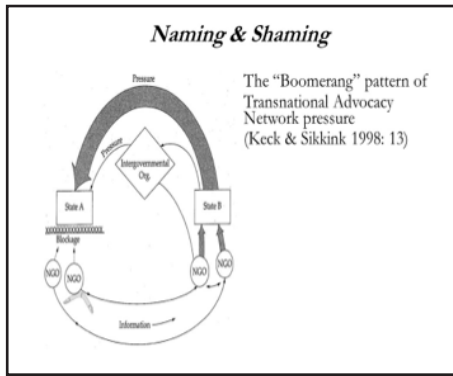 Naming & Shaming
Pressure
The “Boomerang” pattern of
Transnational Advocacy
Network pressure
(Keck & Sikkink 1998: 13)
Pressure
Intergovernmental
Org.
State A
State B
Blockage
NGO
NGO
NGO
NGO
Information